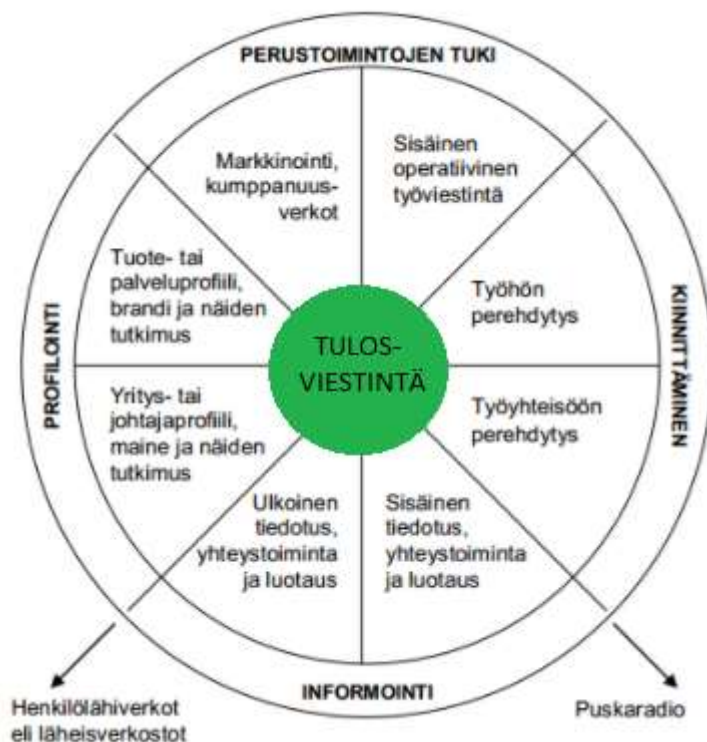 PERUSTOIMINTOJEN TUKI
Markkinointi,
kumppanuus-
verkot
Sisäinen
operatiivinen
työviestintä
Tuote- tai
palveluprofiili,
brandi ja näiden
tutkimus
Työhön
perehdytys
PROFILOINTI
TULOS-
VIESTINTÄ
KIINNITTÄMINEN
Yritys- tai
johtajaprofiili,
maine ja näiden
tutkimus
Työyhteisöön
perehdytys
Ulkoinen
tiedotus,
yhteystoiminta
ja luotaus
Sisäinen
tiedotus,
yhteystoiminta
ja luotaus
INFORMOINTI
Henkilölähiverkot
eli läheisverkostot
Puskaradio